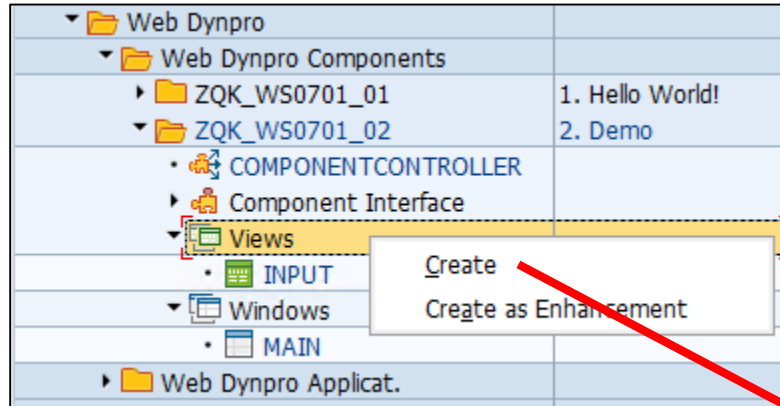 Web Dynpro
Web Dynpro Components
ZQK_WS0701_01 1. Hello World!
ZQK_WS0701_02 2. Demo
COMPONENTCONTROLLER
Component Interface
Views
Create
INPUT
Create as Enhancement
Windows
MAIN
Web Dynpro Applicat.